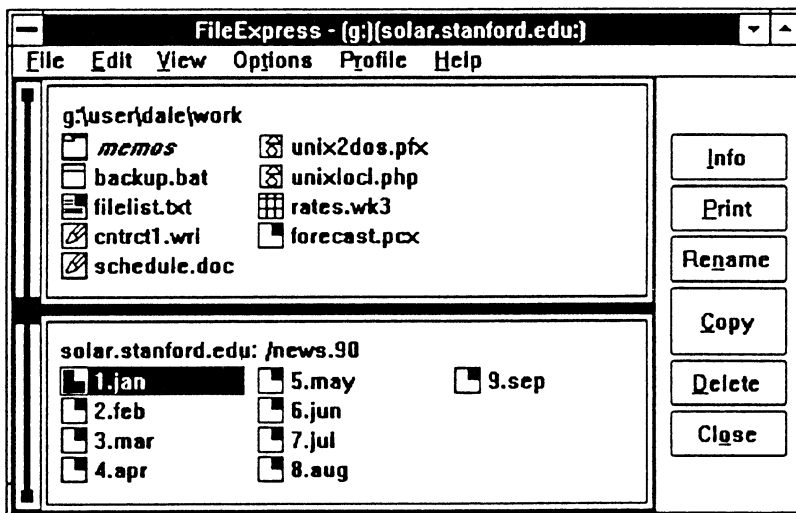 FileExpress - (g:)(solar.stanford.edu:)
File Edit View Options Profile Help
g:\user\dale\work
memos
backup.bat
filelist.txt
cntrct1.wri
schedule.doc
unix2dos.pfx
unixlocl.php
rates.wk3
forecast.pcx
solar.stanford.edu: /news.90
1.jan
2.feb
3.mar
4.apr
5.may
6.jun
7.jul
8.aug
9.sep
Info
Print
Rename
Copy
Delete
Close